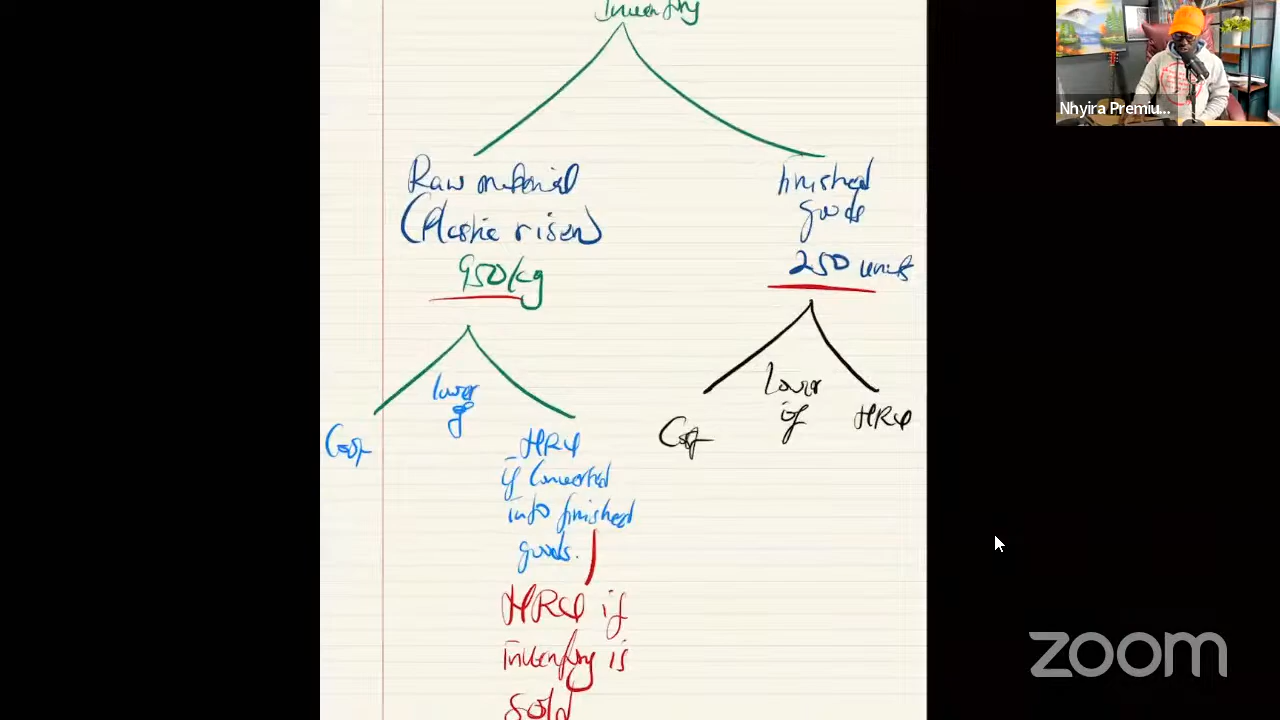 Inventory
Raw material
(Plastic risen)
950kg
finished
goods
250 units
lower
of
Cost
NRV
if Converted
into finished
goods.
NRV if
inventory is
sold
Lower
of
Cost
NRV
Nhyira Premiu...
zoom